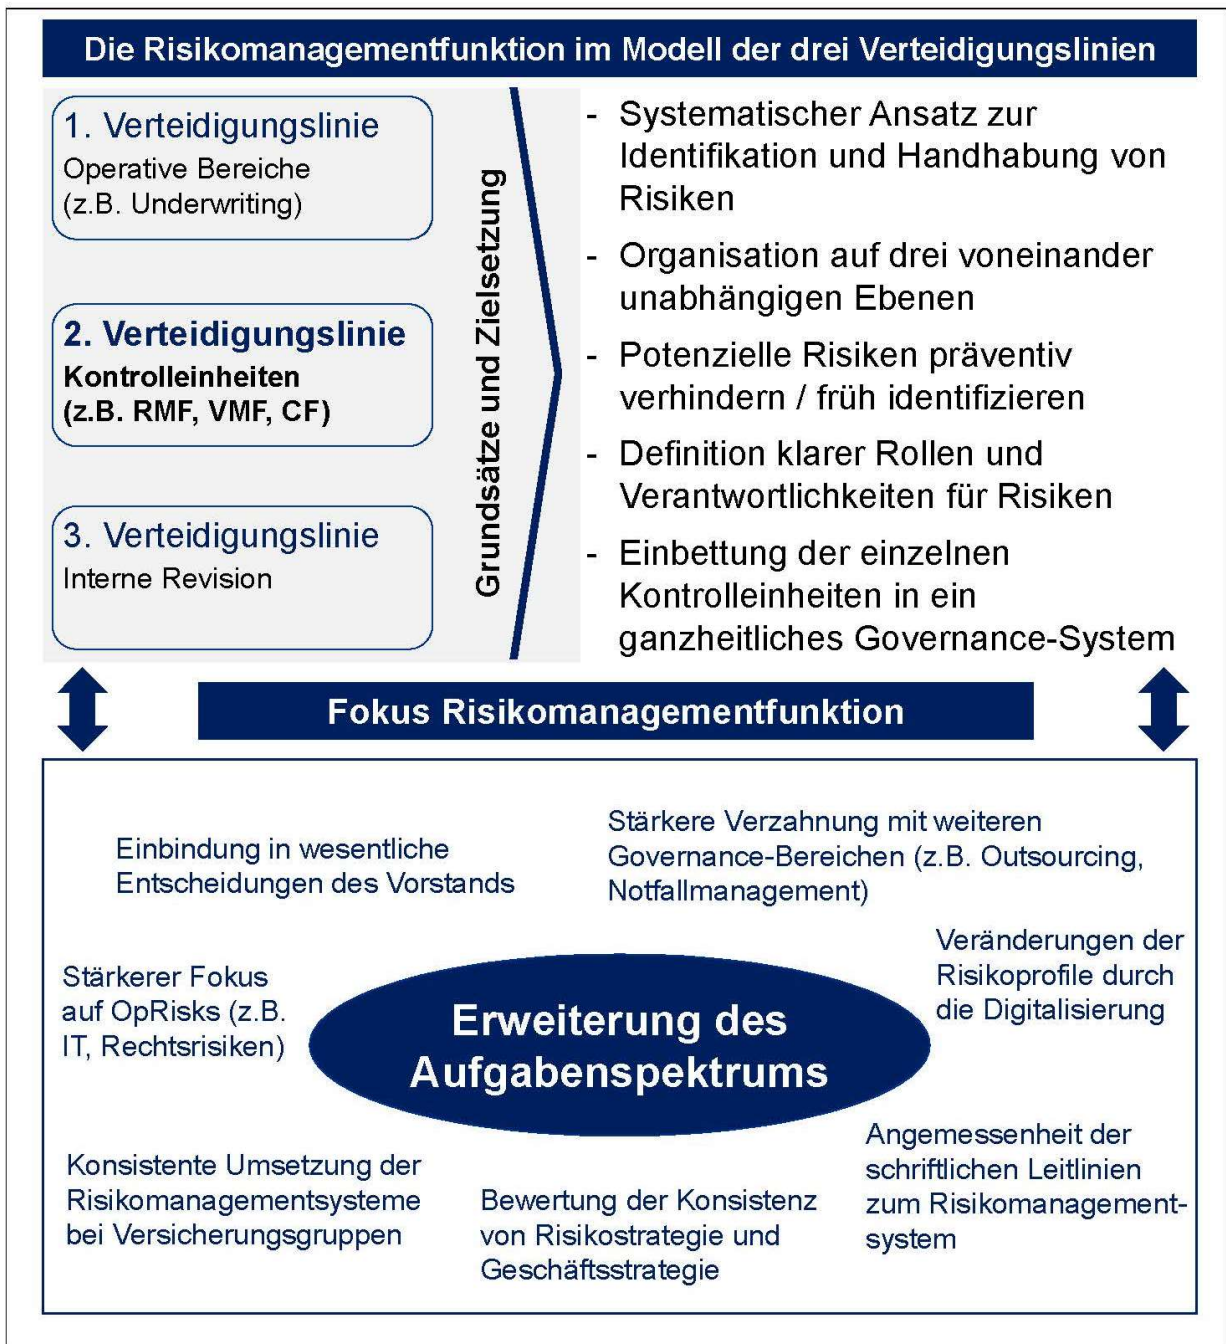 Die Risikomanagementfunktion im Modell der drei Verteidigungslinien
1. Verteidigungslinie
Operative Bereiche
(z.B. Underwriting)
2. Verteidigungslinie
Kontrolleinheiten
(z.B. RMF, VMF, CF)
3. Verteidigungslinie
Interne Revision
Grundsätze und Zielsetzung
- Systematischer Ansatz zur
Identifikation und Handhabung von
Risiken
- Organisation auf drei voneinander
unabhängigen Ebenen
- Potenzielle Risiken präventiv
verhindern / früh identifizieren
- Definition klarer Rollen und
Verantwortlichkeiten für Risiken
- Einbettung der einzelnen
Kontrolleinheiten in ein
ganzheitliches Governance-System
Fokus Risikomanagementfunktion
Einbindung in wesentliche
Entscheidungen des Vorstands
Stärkere Verzahnung mit weiteren
Governance-Bereichen (z.B. Outsourcing,
Notfallmanagement)
Stärkerer Fokus
auf OpRisks (z.B.
IT, Rechtsrisiken)
Erweiterung des
Aufgabenspektrums
Veränderungen der
Risikoprofile durch
die Digitalisierung
Konsistente Umsetzung der
Risikomanagementsysteme
bei Versicherungsgruppen
Bewertung der Konsistenz
von Risikostrategie und
Geschäftsstrategie
Angemessenheit der
schriftlichen Leitlinien
zum Risikomanagement-
system